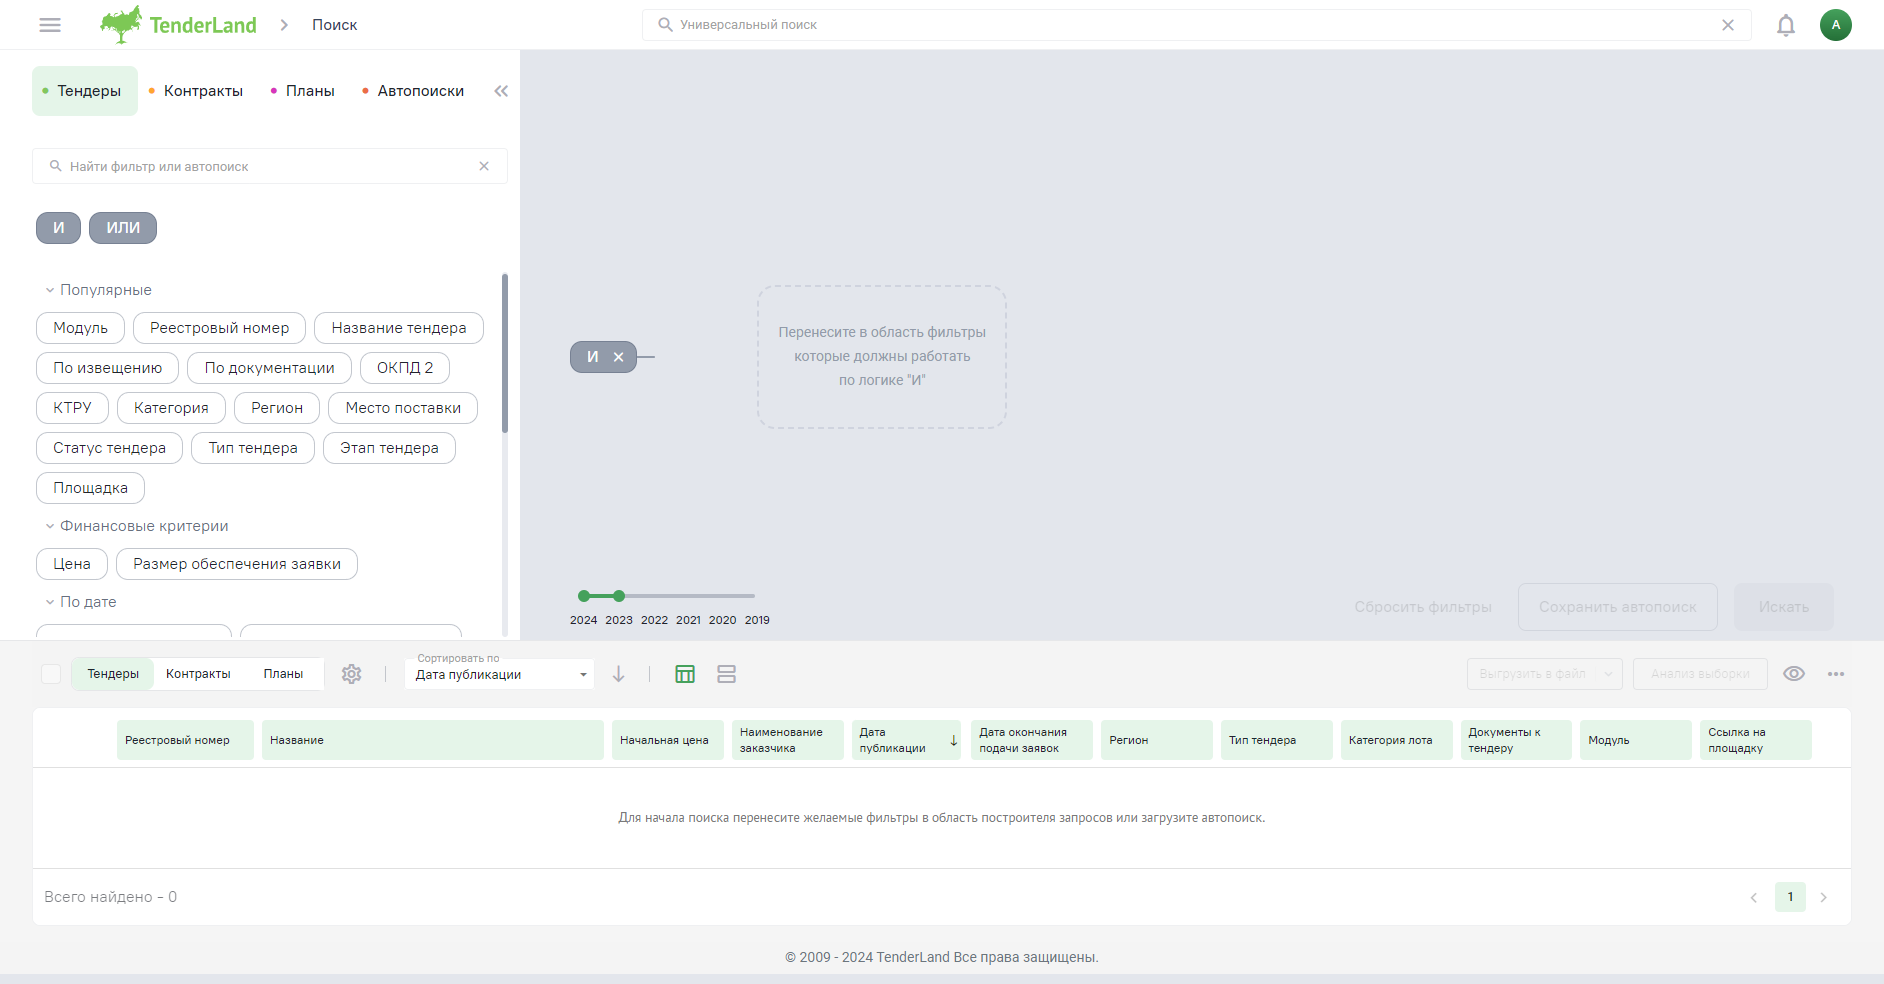 TenderLand
Поиск
Универсальный поиск
A
Тендеры
Контракты
Планы
Автопоиски
Найти фильтр или автопоиск
И
ИЛИ
Популярные
Модуль
Реестровый номер
Название тендера
По извещению
По документации
ОКПД 2
КТРУ
Категория
Регион
Место поставки
Статус тендера
Тип тендера
Этап тендера
Площадка
Финансовые критерии
Цена
Размер обеспечения заявки
По дате
И
Перенесите в область фильтры
которые должны работать
по логике "И"
2024 2023 2022 2021 2020 2019
Сбросить фильтры
Сохранить автопоиск
Искать
Тендеры
Контракты
Планы
Сортировать по
Дата публикации
Выгрузить в файл
Анализ выборки
Реестровый номер
Название
Начальная цена
Наименование
заказчика
Дата
публикации
Дата окончания
подачи заявок
Регион
Тип тендера
Категория лота
Документы к
тендеру
Модуль
Ссылка на
площадку
Для начала поиска перенесите желаемые фильтры в область построителя запросов или загрузите автопоиск.
Всего найдено - 0
1
© 2009 - 2024 TenderLand Все права защищены.